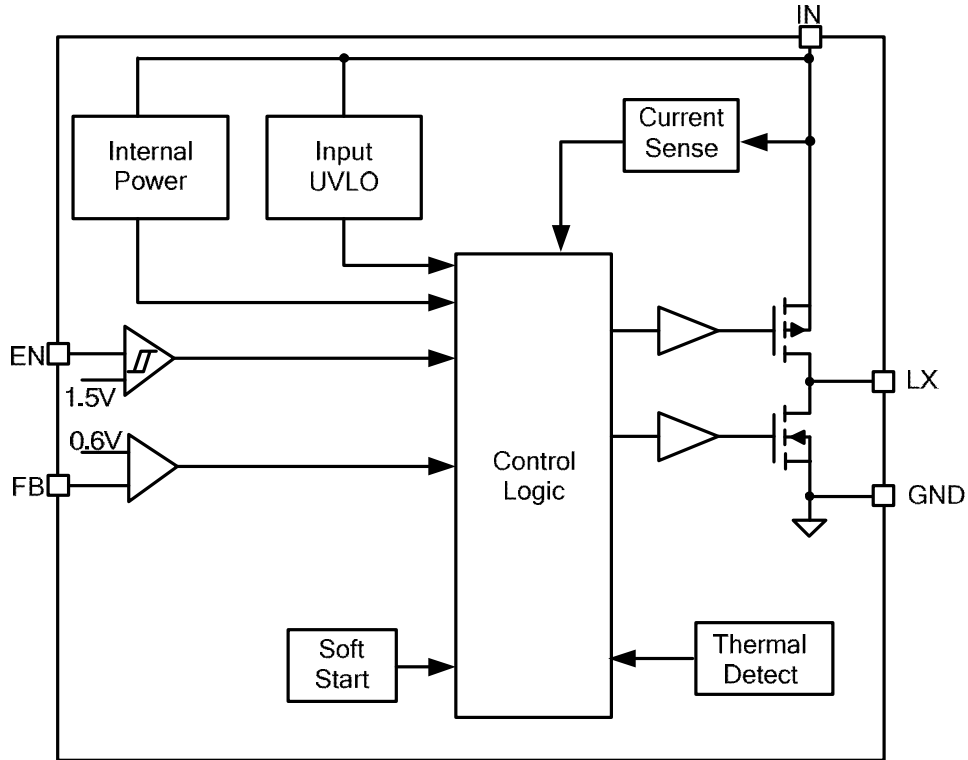 IN
Internal
Power
Input
UVLO
Current
Sense
EN
1.5V
0.6V
FB
Control
Logic
LX
GND
Soft
Start
Thermal
Detect